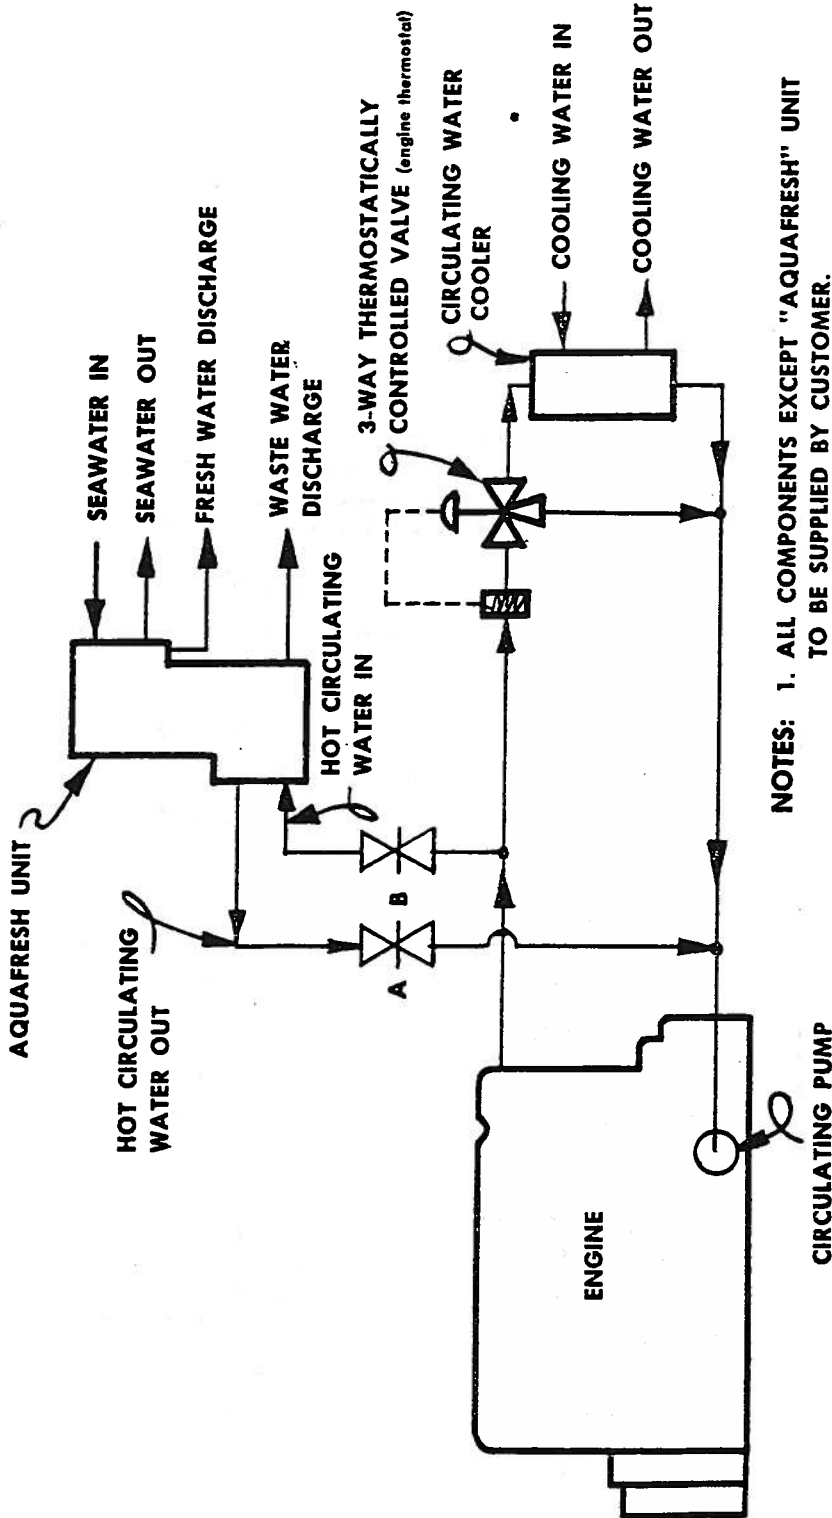 AQUAFRESH UNIT
HOT CIRCULATING
WATER OUT
SEAWATER IN
SEAWATER OUT
FRESH WATER DISCHARGE
WASTE WATER
DISCHARGE
HOT CIRCULATING
WATER IN
A
B
3-WAY THERMOSTATICALLY
CONTROLLED VALVE (engine thermostat)
CIRCULATING WATER
COOLER
COOLING WATER IN
COOLING WATER OUT
ENGINE
CIRCULATING PUMP
NOTES: 1. ALL COMPONENTS EXCEPT "AQUAFRESH" UNIT
TO BE SUPPLIED BY CUSTOMER.